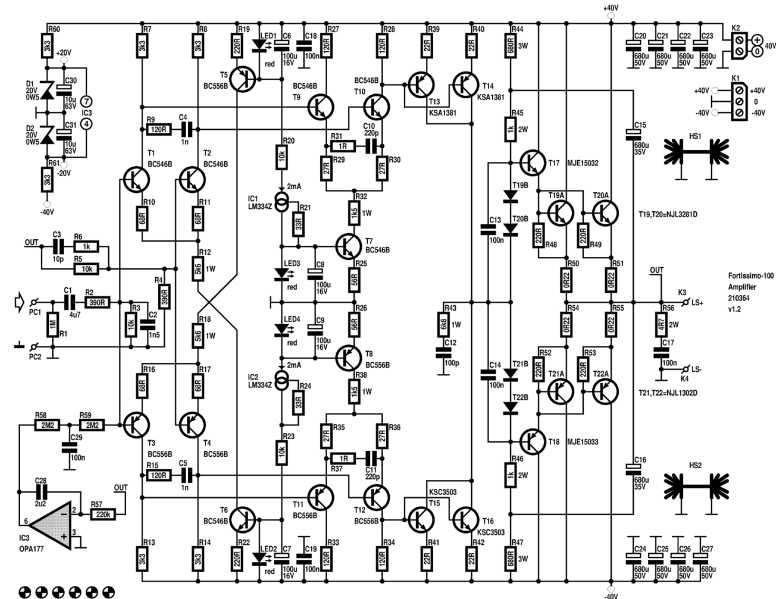 +40V
R60
3k3
+20V
D1
20V
0W5
C30
10u
63V
7
IC3
4
D2
20V
0W5
C31
10u
63V
-20V
R61
3k3
-40V
R7
3k3
R8
3k3
R19
220R
LED1
red
C6
100u
16V
C18
100n
R27
120R
R28
120R
R39
22R
R40
22R
R44
680R
3W
C20
680u
50V
C21
680u
50V
C22
680u
50V
C23
680u
50V
K2
+
0
40V
K1
+40V
+40V
0
-40V
-40V
T5
BC556B
BC546B
T9
BC546B
T10
T13
KSA1381
T14
KSA1381
R9
120R
C4
1n
R20
10k
R31
1R
C10
220p
R29
27R
R30
27R
R45
1k
2W
C15
680u
35V
HS1
T1
BC546B
T2
BC546B
T17
MJE15032
T19B
T20B
T19A
T20A
R10
68R
R11
68R
IC1
LM334Z
2mA
R21
33R
R32
1k5
1W
C13
100n
R48
220R
R49
220R
T19,T20=NJL3281D
OUT
C3
10p
R6
1k
R5
10k
R12
5k6
1W
T7
BC546B
LED3
red
C8
100u
16V
R25
56R
R50
0R22
R51
0R22
OUT
PC1
C1
4u7
R2
390R
R4
390R
R1
1M
R3
10k
C2
1n5
PC2
R18
5k6
1W
LED4
red
C9
100u
16V
R26
56R
R43
6k8
1W
C12
100p
R54
0R22
R55
0R22
R56
4R7
2W
C17
100n
K3
LS+
LS-
K4
Fortissimo-100
Amplifier
210364
v1.2
T8
BC556B
R16
68R
R17
68R
IC2
LM334Z
2mA
R24
33R
R38
1k5
1W
C14
100n
T21B
T22B
R52
220R
R53
220R
T21A
T22A
T21,T22=NJL1302D
R58
2M2
R59
2M2
C29
100n
T3
BC556B
T4
BC556B
R23
10k
R35
27R
R36
27R
R37
1R
C11
220p
T18
MJE15033
R46
1k
2W
C28
2u2
OUT
R57
220k
6
2
3
IC3
OPA177
R15
120R
C5
1n
T6
BC546B
T11
BC556B
T12
BC556B
KSC3503
T15
T16
KSC3503
C16
680u
35V
HS2
R13
3k3
R14
3k3
R22
220R
LED2
red
C7
100u
16V
C19
100n
R33
120R
R34
120R
R41
22R
R42
22R
R47
680R
3W
C24
680u
50V
C25
680u
50V
C26
680u
50V
C27
680u
50V
-40V